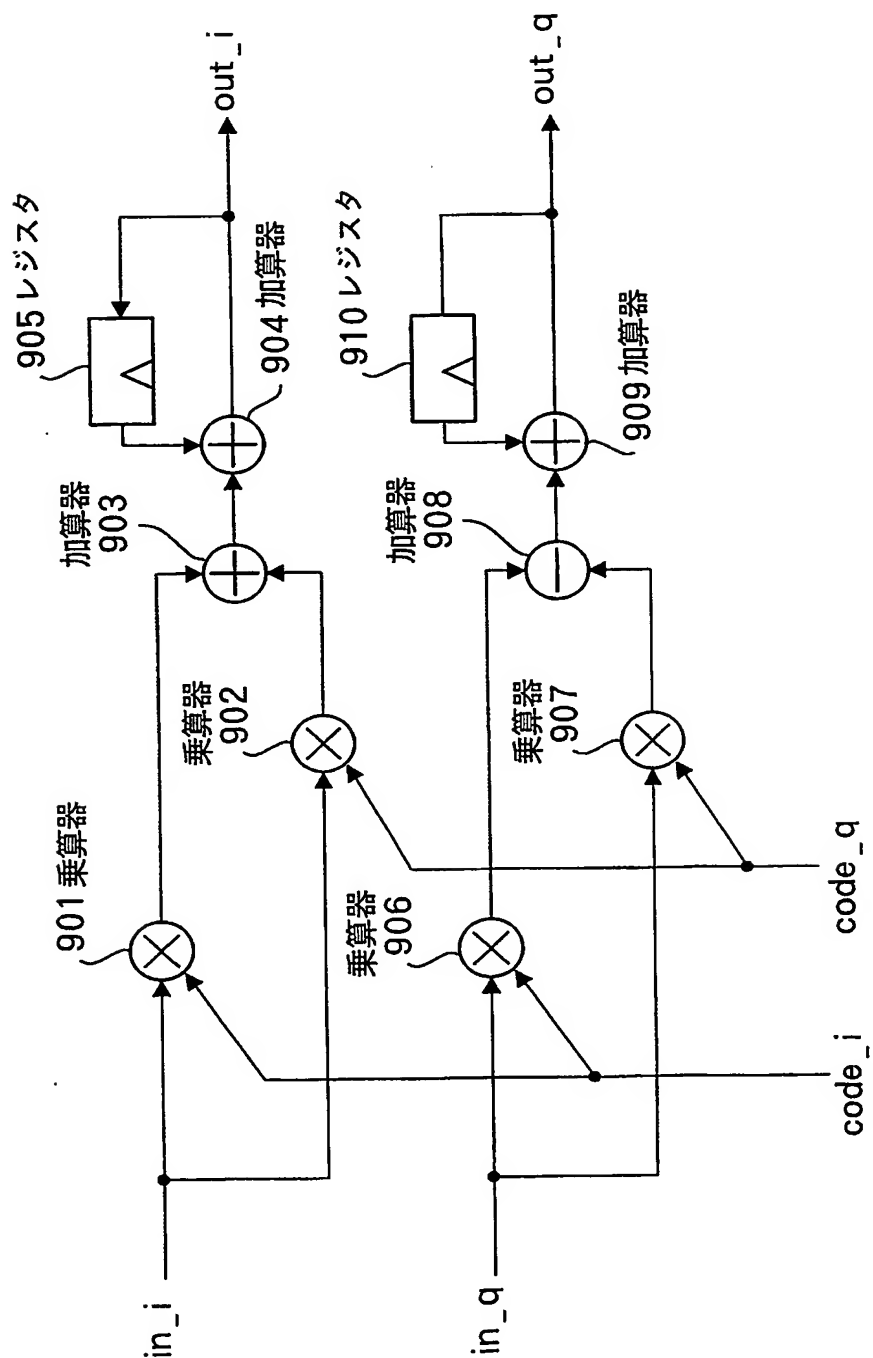 in_i
901 乗算器
乗算器
902
加算器
903
904 加算器
905 レジスタ
out_i
in_q
乗算器
906
乗算器
907
加算器
908
909 加算器
910 レジスタ
out_q
code_i
code_q